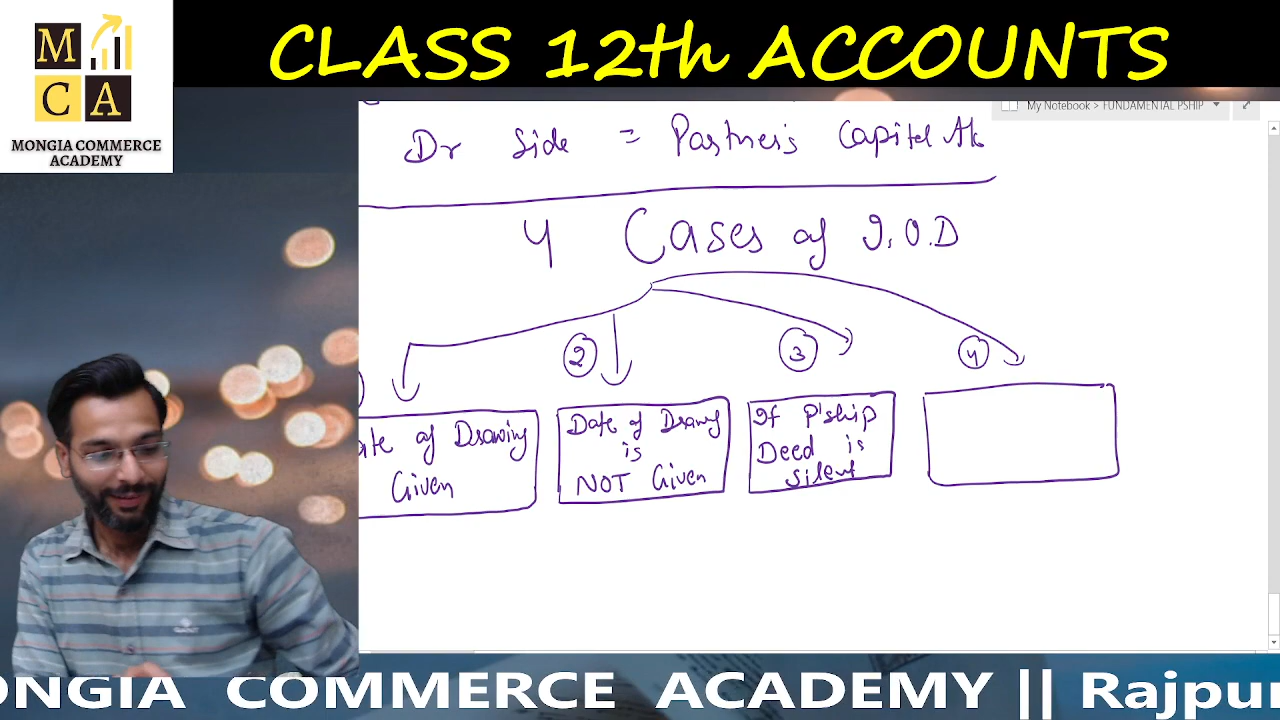 M
C A
MONGIA COMMERCE
ACADEMY
CLASS 12th ACCOUNTS
My Notebook > FUNDAMENTAL PSHIP
Dr Side = Partner's Capital A/c
4 Cases of I.O.D
2
3
4
ate of Drawing
Given
Date of Drawing
is
NOT Given
If P'ship
Deed is
Silent
ONGIA COMMERCE ACADEMY || Rajpur